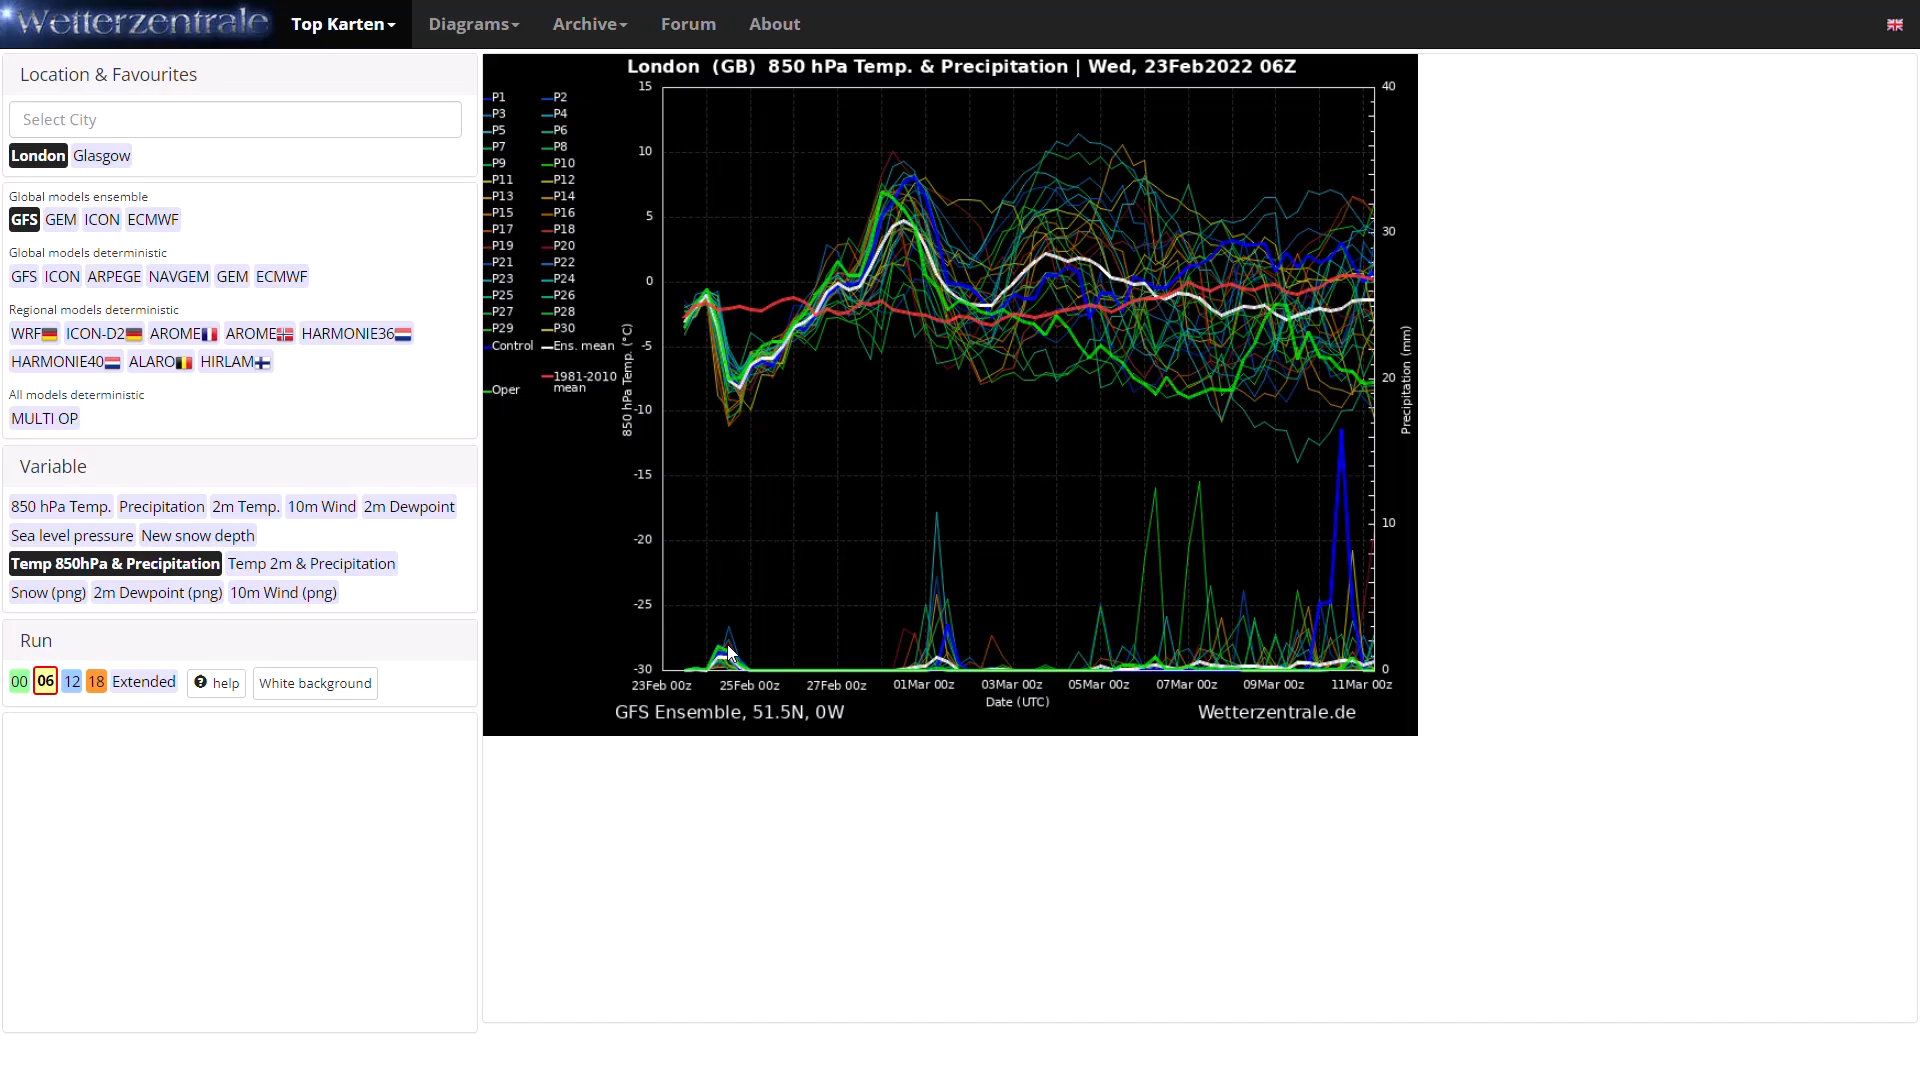 Wetterzentrale Top Karten Diagrams Archive Forum About
Location & Favourites
Select City
London Glasgow
Global models ensemble
GFS GEM ICON ECMWF
Global models deterministic
GFS ICON ARPEGE NAVGEM GEM ECMWF
Regional models deterministic
WRF ICON-D2 AROME AROME HARMONIE36
HARMONIE40 ALARO HIRLAM
All models deterministic
MULTI OP
Variable
850 hPa Temp. Precipitation 2m Temp. 10m Wind 2m Dewpoint
Sea level pressure New snow depth
Temp 850hPa & Precipitation Temp 2m & Precipitation
Snow (png) 2m Dewpoint (png) 10m Wind (png)
Run
00 06 12 18 Extended help White background
London (GB) 850 hPa Temp. & Precipitation | Wed, 23Feb2022 06Z
P1 P2
P3 P4
P5 P6
P7 P8
P9 P10
P11 P12
P13 P14
P15 P16
P17 P18
P19 P20
P21 P22
P23 P24
P25 P26
P27 P28
P29 P30
Control Ens. mean
Oper 1981-2010
mean
850 hPa Temp. (°C)
15
10
5
0
-5
-10
-15
-20
-25
-30
40
30
20
10
0
Precipitation (mm)
23Feb 00z 25Feb 00z 27Feb 00z 01Mar 00z 03Mar 00z 05Mar 00z 07Mar 00z 09Mar 00z 11Mar 00z
Date (UTC)
GFS Ensemble, 51.5N, 0W Wetterzentrale.de